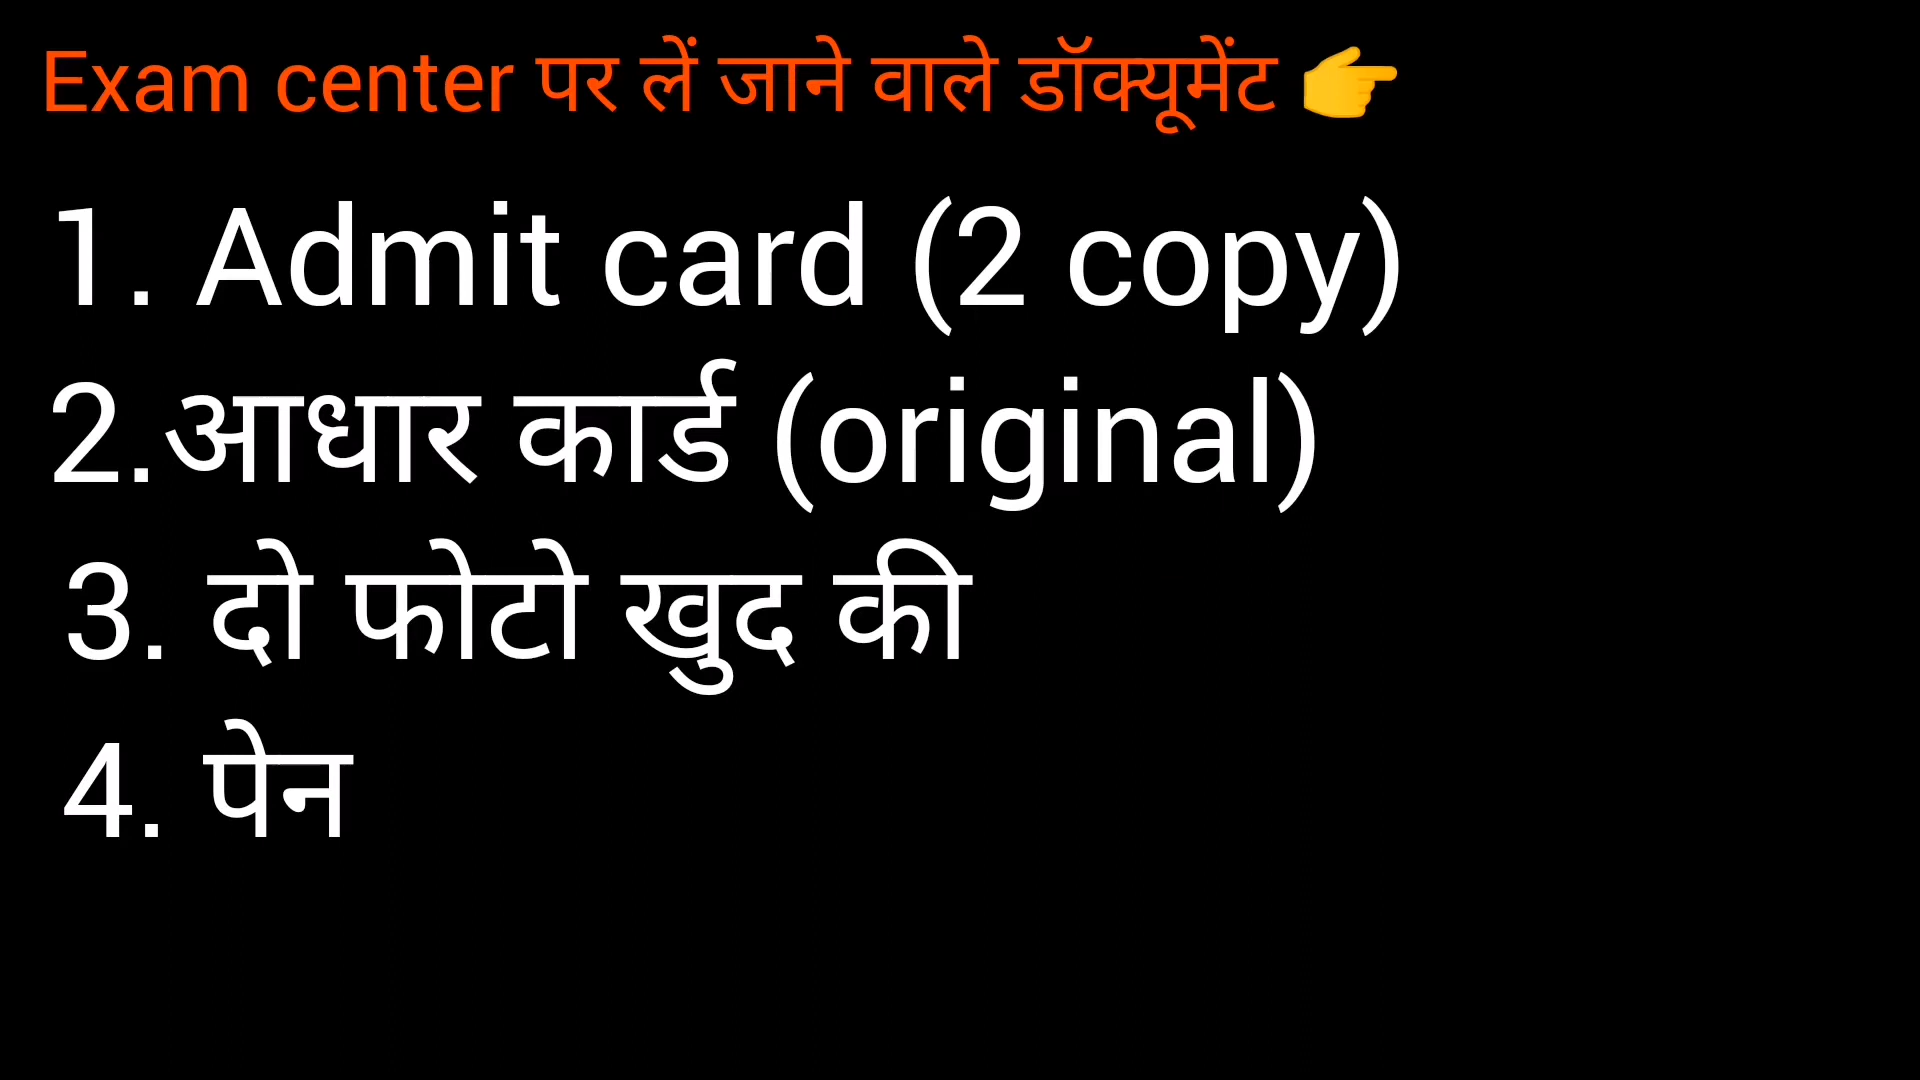 Exam center पर लें जाने वाले डॉक्यूमेंट 👉
1. Admit card (2 copy)
2.आधार कार्ड (original)
3. दो फोटो खुद की
4. पेन